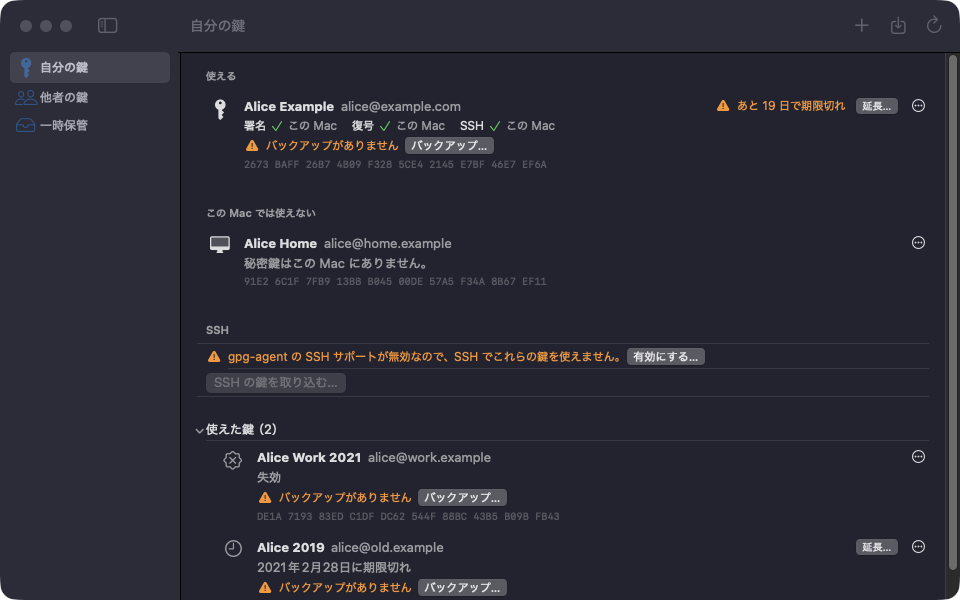 自分の鍵
自分の鍵
他者の鍵
一時保管
使える
Alice Example alice@example.com
あと 19 日で期限切れ 延長...
署名 ✓ この Mac 復号 ✓ この Mac SSH ✓ この Mac
バックアップがありません バックアップ...
2673 BAFF 26B7 4B09 F328 5CE4 2145 E7BF 46E7 EF6A
この Mac では使えない
Alice Home alice@home.example
秘密鍵はこの Mac にありません。
91E2 6C1F 7FB9 13BB B045 00DE 57A5 F34A 8B67 EF11
SSH
gpg-agent の SSH サポートが無効なので、SSH でこれらの鍵を使えません。 有効にする...
SSH の鍵を取り込む...
使えた鍵 (2)
Alice Work 2021 alice@work.example
失効
バックアップがありません バックアップ...
DE1A 7193 83ED C1DF DC62 544F 88BC 43B5 B09B FB43
Alice 2019 alice@old.example
延長...
2021年2月28日に期限切れ
バックアップがありません バックアップ...